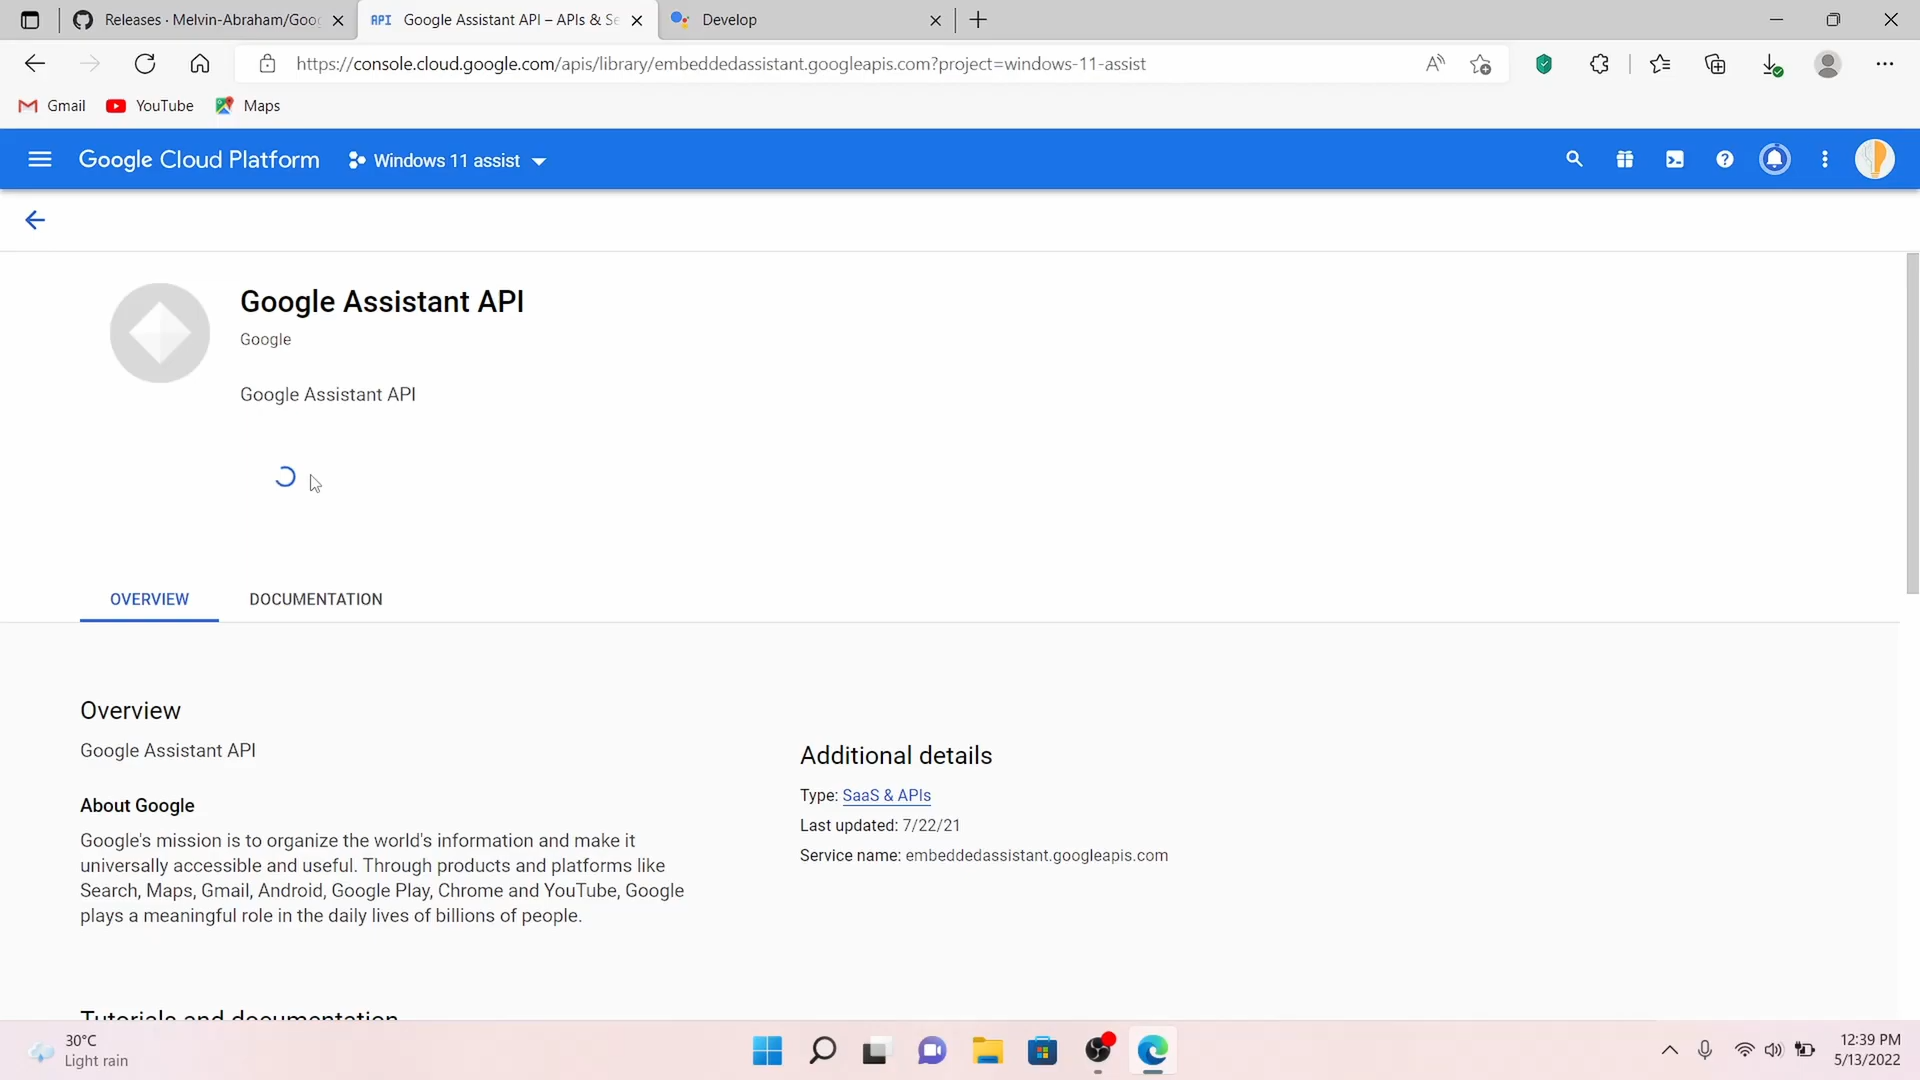 Releases · Melvin-Abraham/Goog
API Google Assistant API – APIs & Se
Develop
https://console.cloud.google.com/apis/library/embeddedassistant.googleapis.com?project=windows-11-assist
Gmail
YouTube
Maps
Google Cloud Platform
Windows 11 assist
Google Assistant API
Google
Google Assistant API
OVERVIEW
DOCUMENTATION
Overview
Google Assistant API
About Google
Google's mission is to organize the world's information and make it
universally accessible and useful. Through products and platforms like
Search, Maps, Gmail, Android, Google Play, Chrome and YouTube, Google
plays a meaningful role in the daily lives of billions of people.
Additional details
Type: SaaS & APIs
Last updated: 7/22/21
Service name: embeddedassistant.googleapis.com
Tutorials and documentation
30°C
Light rain
12:39 PM
5/13/2022